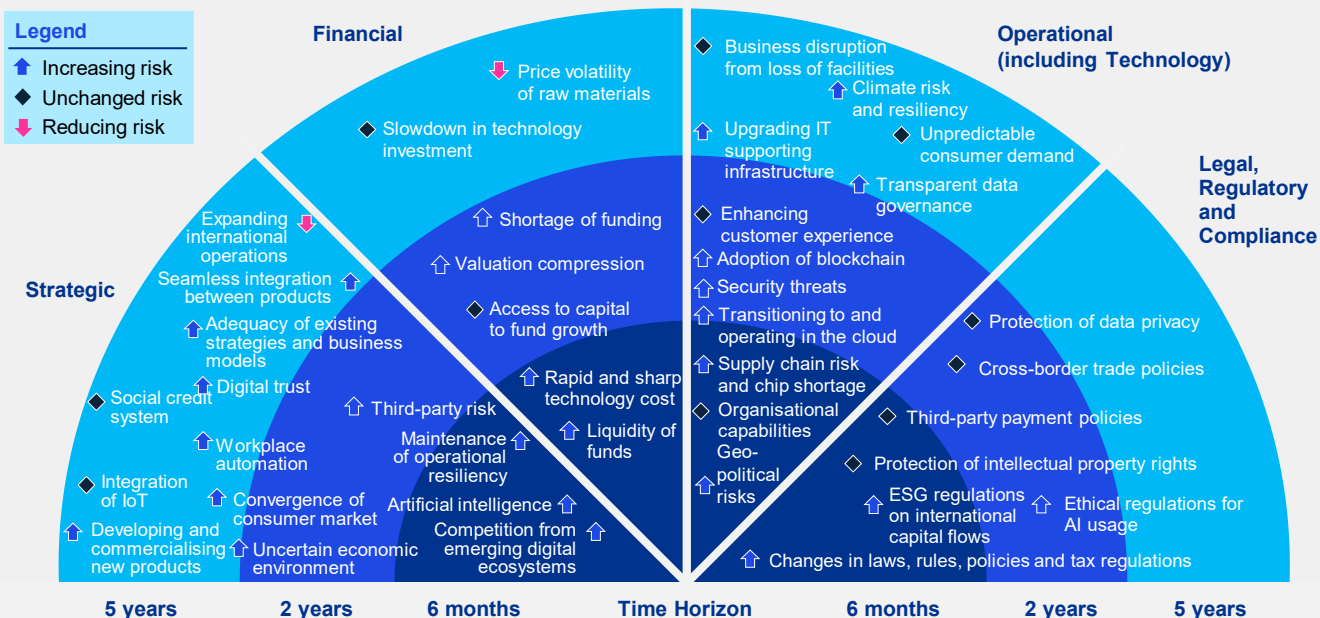 Legend
Increasing risk
Unchanged risk
Reducing risk
Financial
Price volatility
of raw materials
Slowdown in technology
investment
Shortage of funding
Valuation compression
Access to capital
to fund growth
Rapid and sharp
technology cost
Liquidity of
funds
Operational
(including Technology)
Business disruption
from loss of facilities
Climate risk
and resiliency
Upgrading IT
supporting
infrastructure
Unpredictable
consumer demand
Transparent data
governance
Enhancing
customer experience
Adoption of blockchain
Security threats
Transitioning to and
operating in the cloud
Supply chain risk
and chip shortage
Organisational
capabilities
Geo-
political
risks
Legal,
Regulatory
and
Compliance
Protection of data privacy
Cross-border trade policies
Third-party payment policies
Protection of intellectual property rights
ESG regulations
on international
capital flows
Ethical regulations for
AI usage
Changes in laws, rules, policies and tax regulations
Strategic
Expanding
international
operations
Seamless integration
between products
Adequacy of existing
strategies and business
models
Digital trust
Social credit
system
Third-party risk
Workplace
automation
Maintenance
of operational
resiliency
Integration
of IoT
Convergence of
consumer market
Artificial intelligence
Developing and
commercialising
new products
Uncertain economic
environment
Competition from
emerging digital
ecosystems
5 years
2 years
6 months
Time Horizon
6 months
2 years
5 years